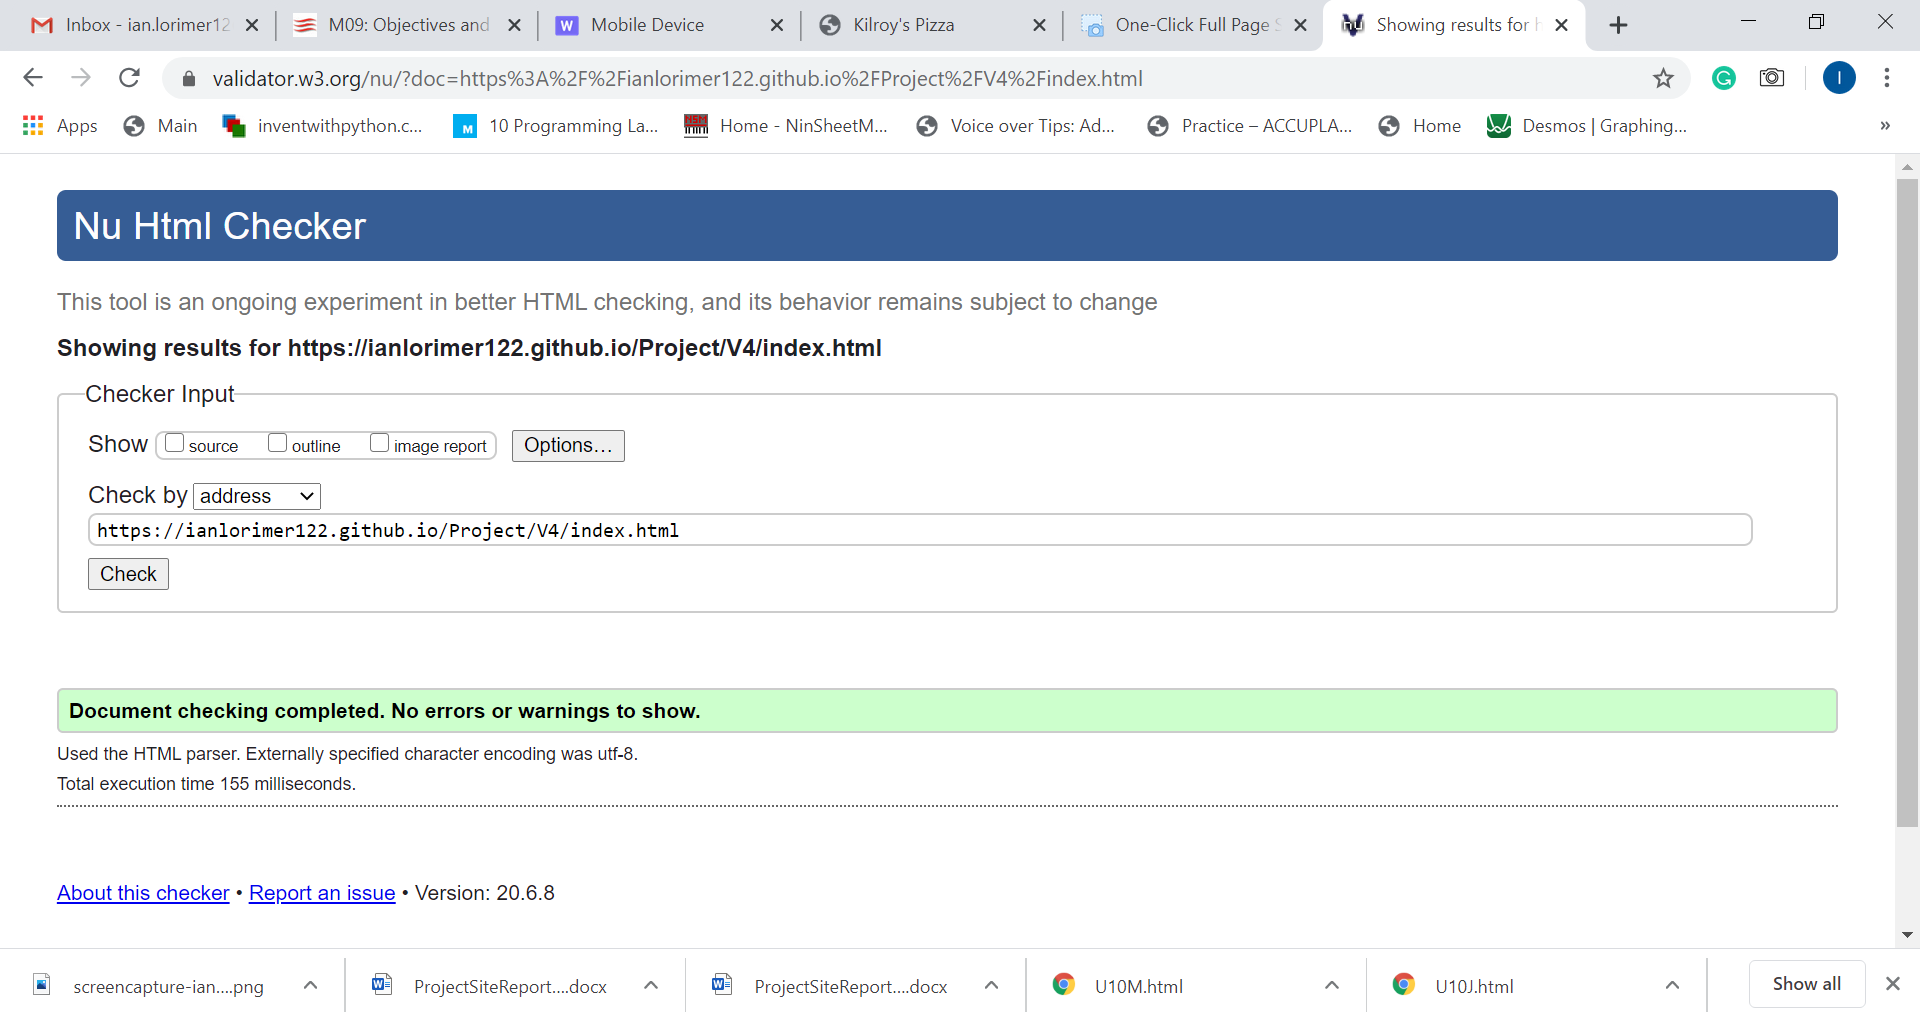 Inbox - ian.lorimer12
M09: Objectives and
Mobile Device
Kilroy's Pizza
One-Click Full Page S
Showing results for h
validator.w3.org/nu/?doc=https%3A%2F%2Fianlorimer122.github.io%2FProject%2FV4%2Findex.html
Apps
Main
inventwithpython.c...
10 Programming La...
Home - NinSheetM...
Voice over Tips: Ad...
Practice – ACCUPLA...
Home
Desmos | Graphing...
»
Nu Html Checker
This tool is an ongoing experiment in better HTML checking, and its behavior remains subject to change
Showing results for https://ianlorimer122.github.io/Project/V4/index.html
Checker Input
Show source outline image report Options...
Check by address
https://ianlorimer122.github.io/Project/V4/index.html
Check
Document checking completed. No errors or warnings to show.
Used the HTML parser. Externally specified character encoding was utf-8.
Total execution time 155 milliseconds.
About this checker • Report an issue • Version: 20.6.8
screencapture-ian....png
ProjectSiteReport....docx
ProjectSiteReport....docx
U10M.html
U10J.html
Show all